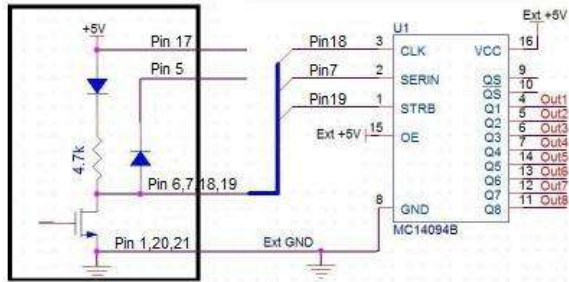 +5V
Pin 17
Pin 5
4.7k
Pin 6,7,18,19
Pin 1,20,21
Ext GND
Pin18
Pin7
Pin19
Ext +5V
Ext +5V
U1
3 CLK VCC 16
2 SERIN QS 9
QS 10
1 STRB Q1 4 Out1
Q2 5 Out2
15 OE Q3 6 Out3
Q4 7 Out4
Q5 14 Out5
Q6 13 Out6
Q7 12 Out7
8 GND Q8 11 Out8
MC14094B